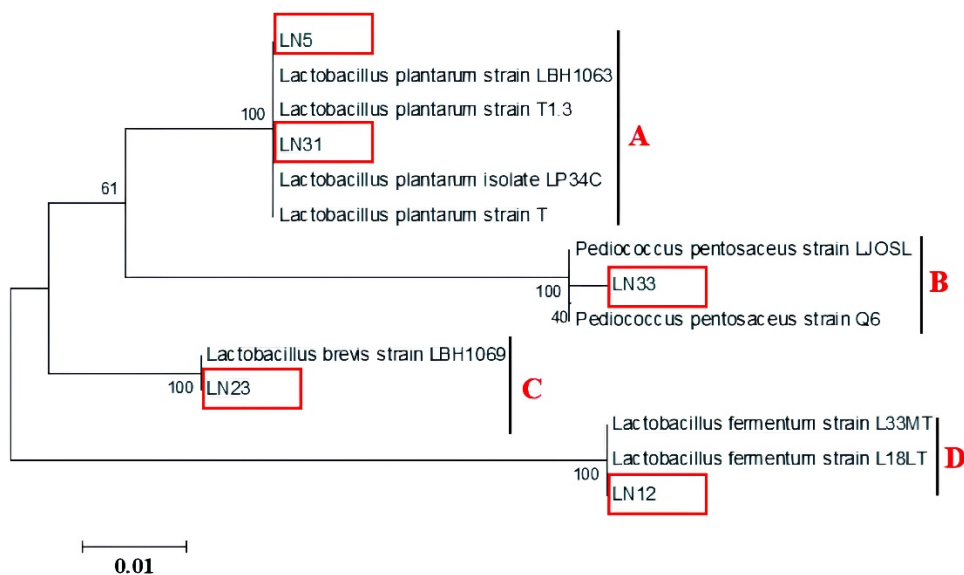 LN5
Lactobacillus plantarum strain LBH1063
Lactobacillus plantarum strain T1.3
100
LN31
A
Lactobacillus plantarum isolate LP34C
61
Lactobacillus plantarum strain T
Pediococcus pentosaceus strain LJOSL
LN33
B
100
40
Pediococcus pentosaceus strain Q6
Lactobacillus brevis strain LBH1069
100
LN23
C
Lactobacillus fermentum strain L33MT
Lactobacillus fermentum strain L18LT
D
100
LN12
0.01